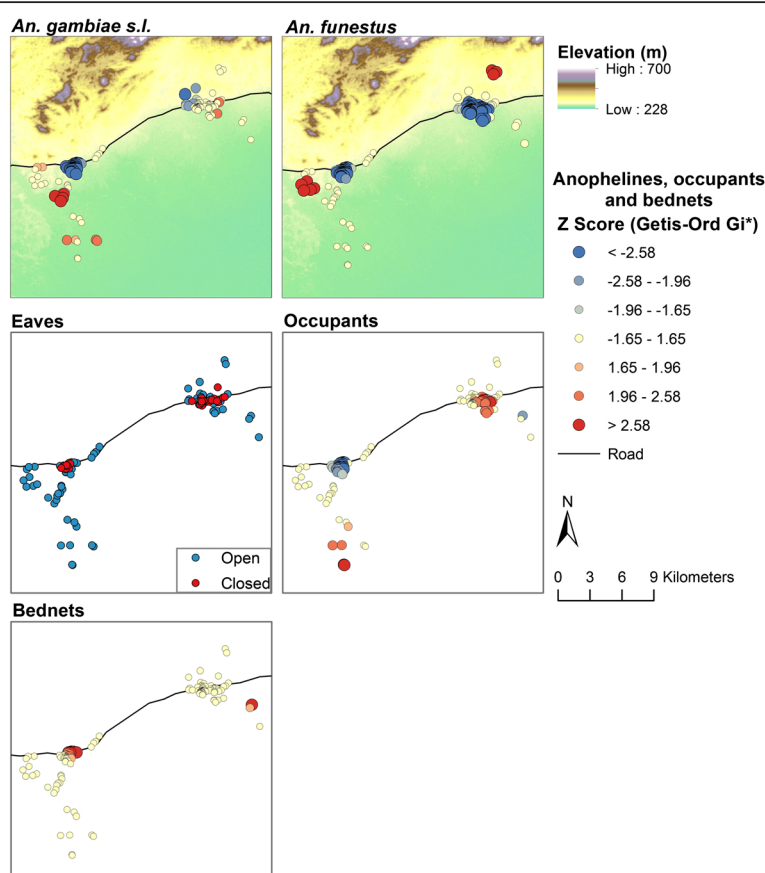 An. gambiae s.l.
An. funestus
Elevation (m)
High : 700
Low : 228
Anophelines, occupants
and bednets
Z Score (Getis-Ord Gi*)
< -2.58
-2.58 - -1.96
-1.96 - -1.65
-1.65 - 1.65
1.65 - 1.96
1.96 - 2.58
> 2.58
Road
Eaves
Occupants
Open
Closed
N
0 3 6 9 Kilometers
Bednets